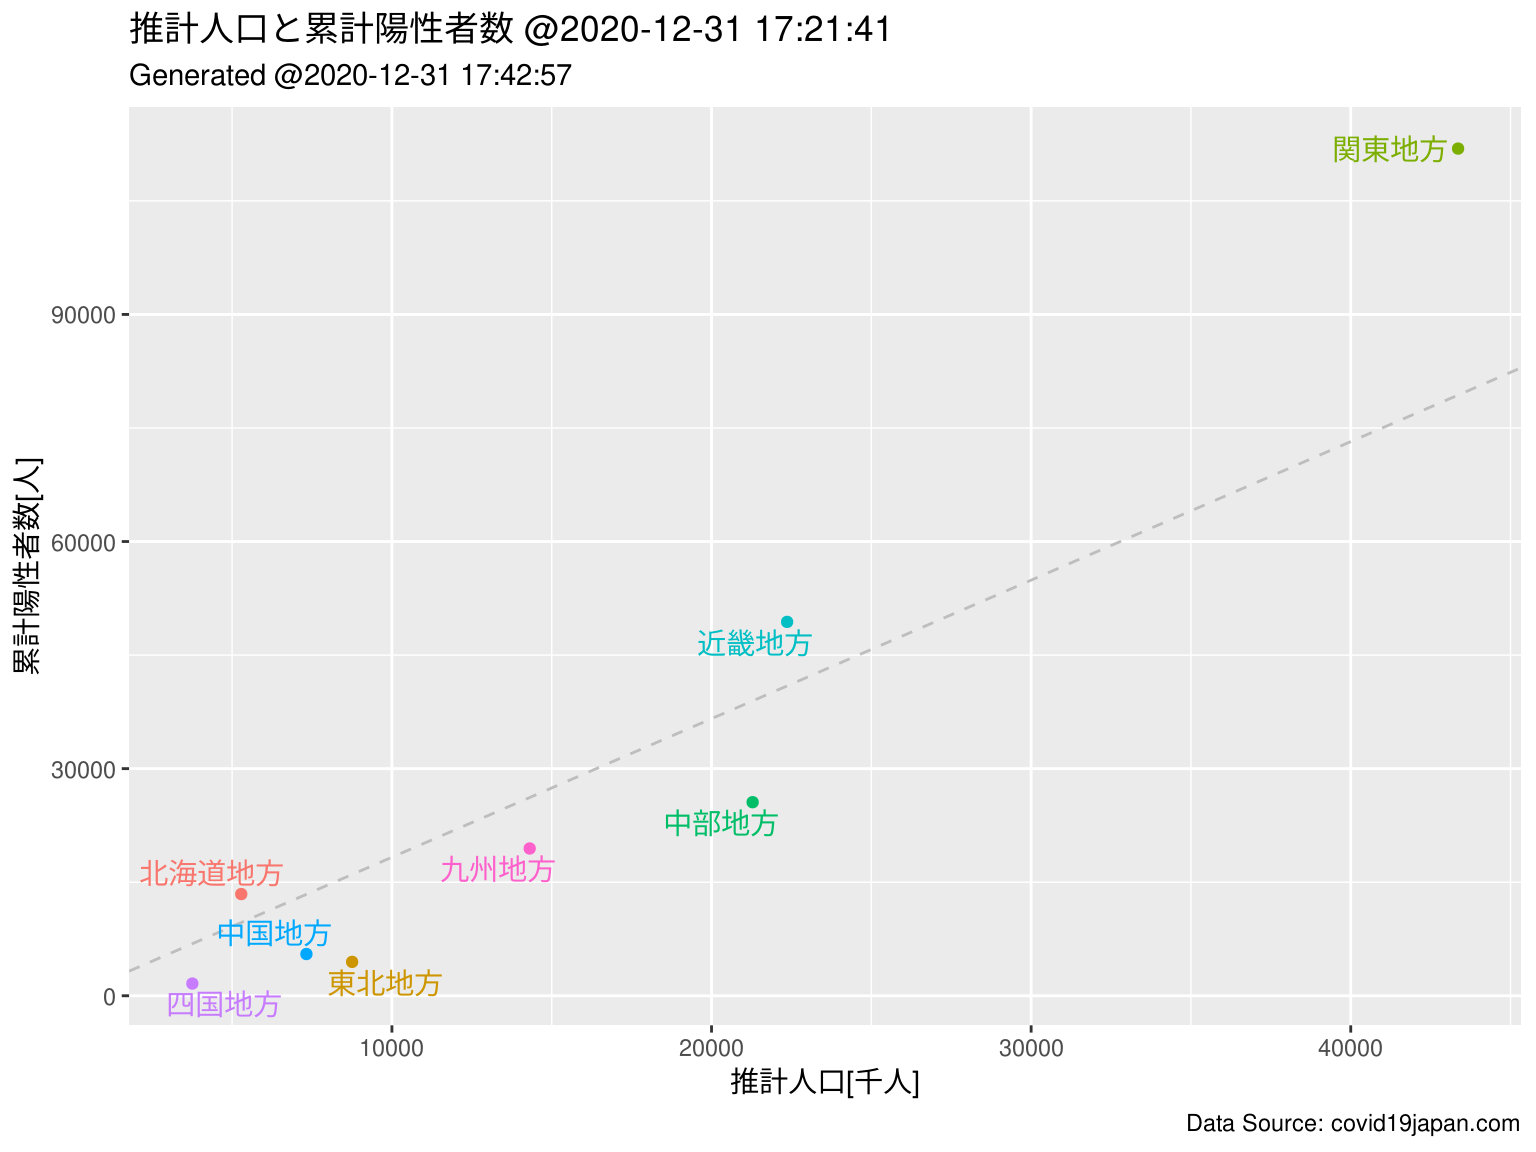 推計人口と累計陽性者数 @2020-12-31 17:21:41
Generated @2020-12-31 17:42:57
関東地方
90000
累計陽性者数[人]
60000
近畿地方
30000
中部地方
九州地方
北海道地方
中国地方
東北地方
四国地方
0
10000
20000
30000
40000
推計人口[千人]
Data Source: covid19japan.com